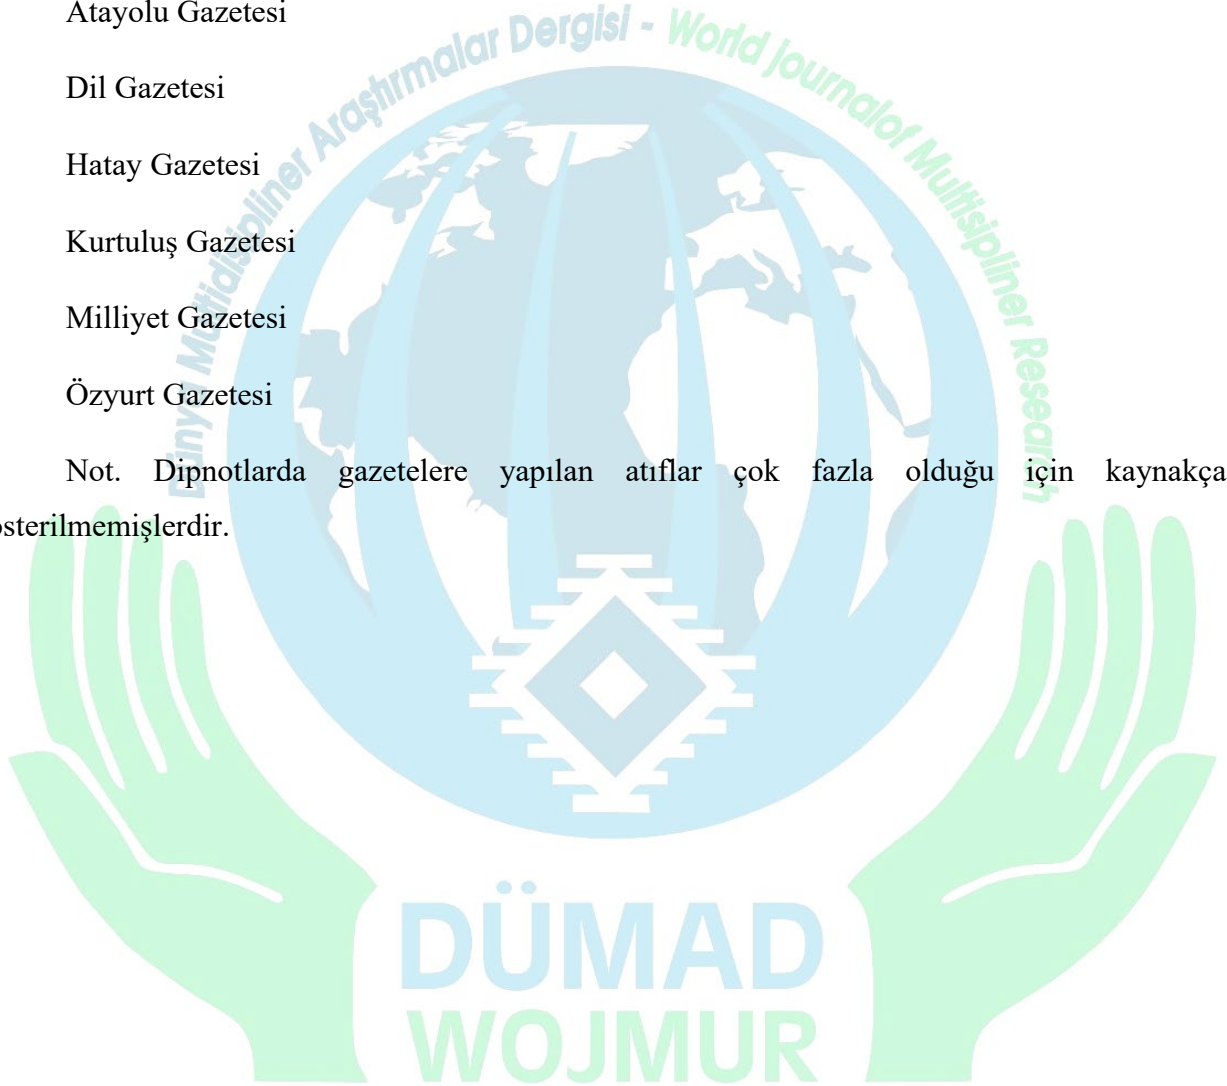 Atayolu Gazetesi
Dil Gazetesi
Hatay Gazetesi
Kurtuluş Gazetesi
Milliyet Gazetesi
Özyurt Gazetesi
Not. Dipnotlarda gazetelere yapılan atıflar çok fazla olduğu için kaynakça
österilmemişlerdir.
Dünya Multidisipliner Araştırmalar Dergisi - World Journal of Multisipliner Research
DÜMAD
WOJMUR